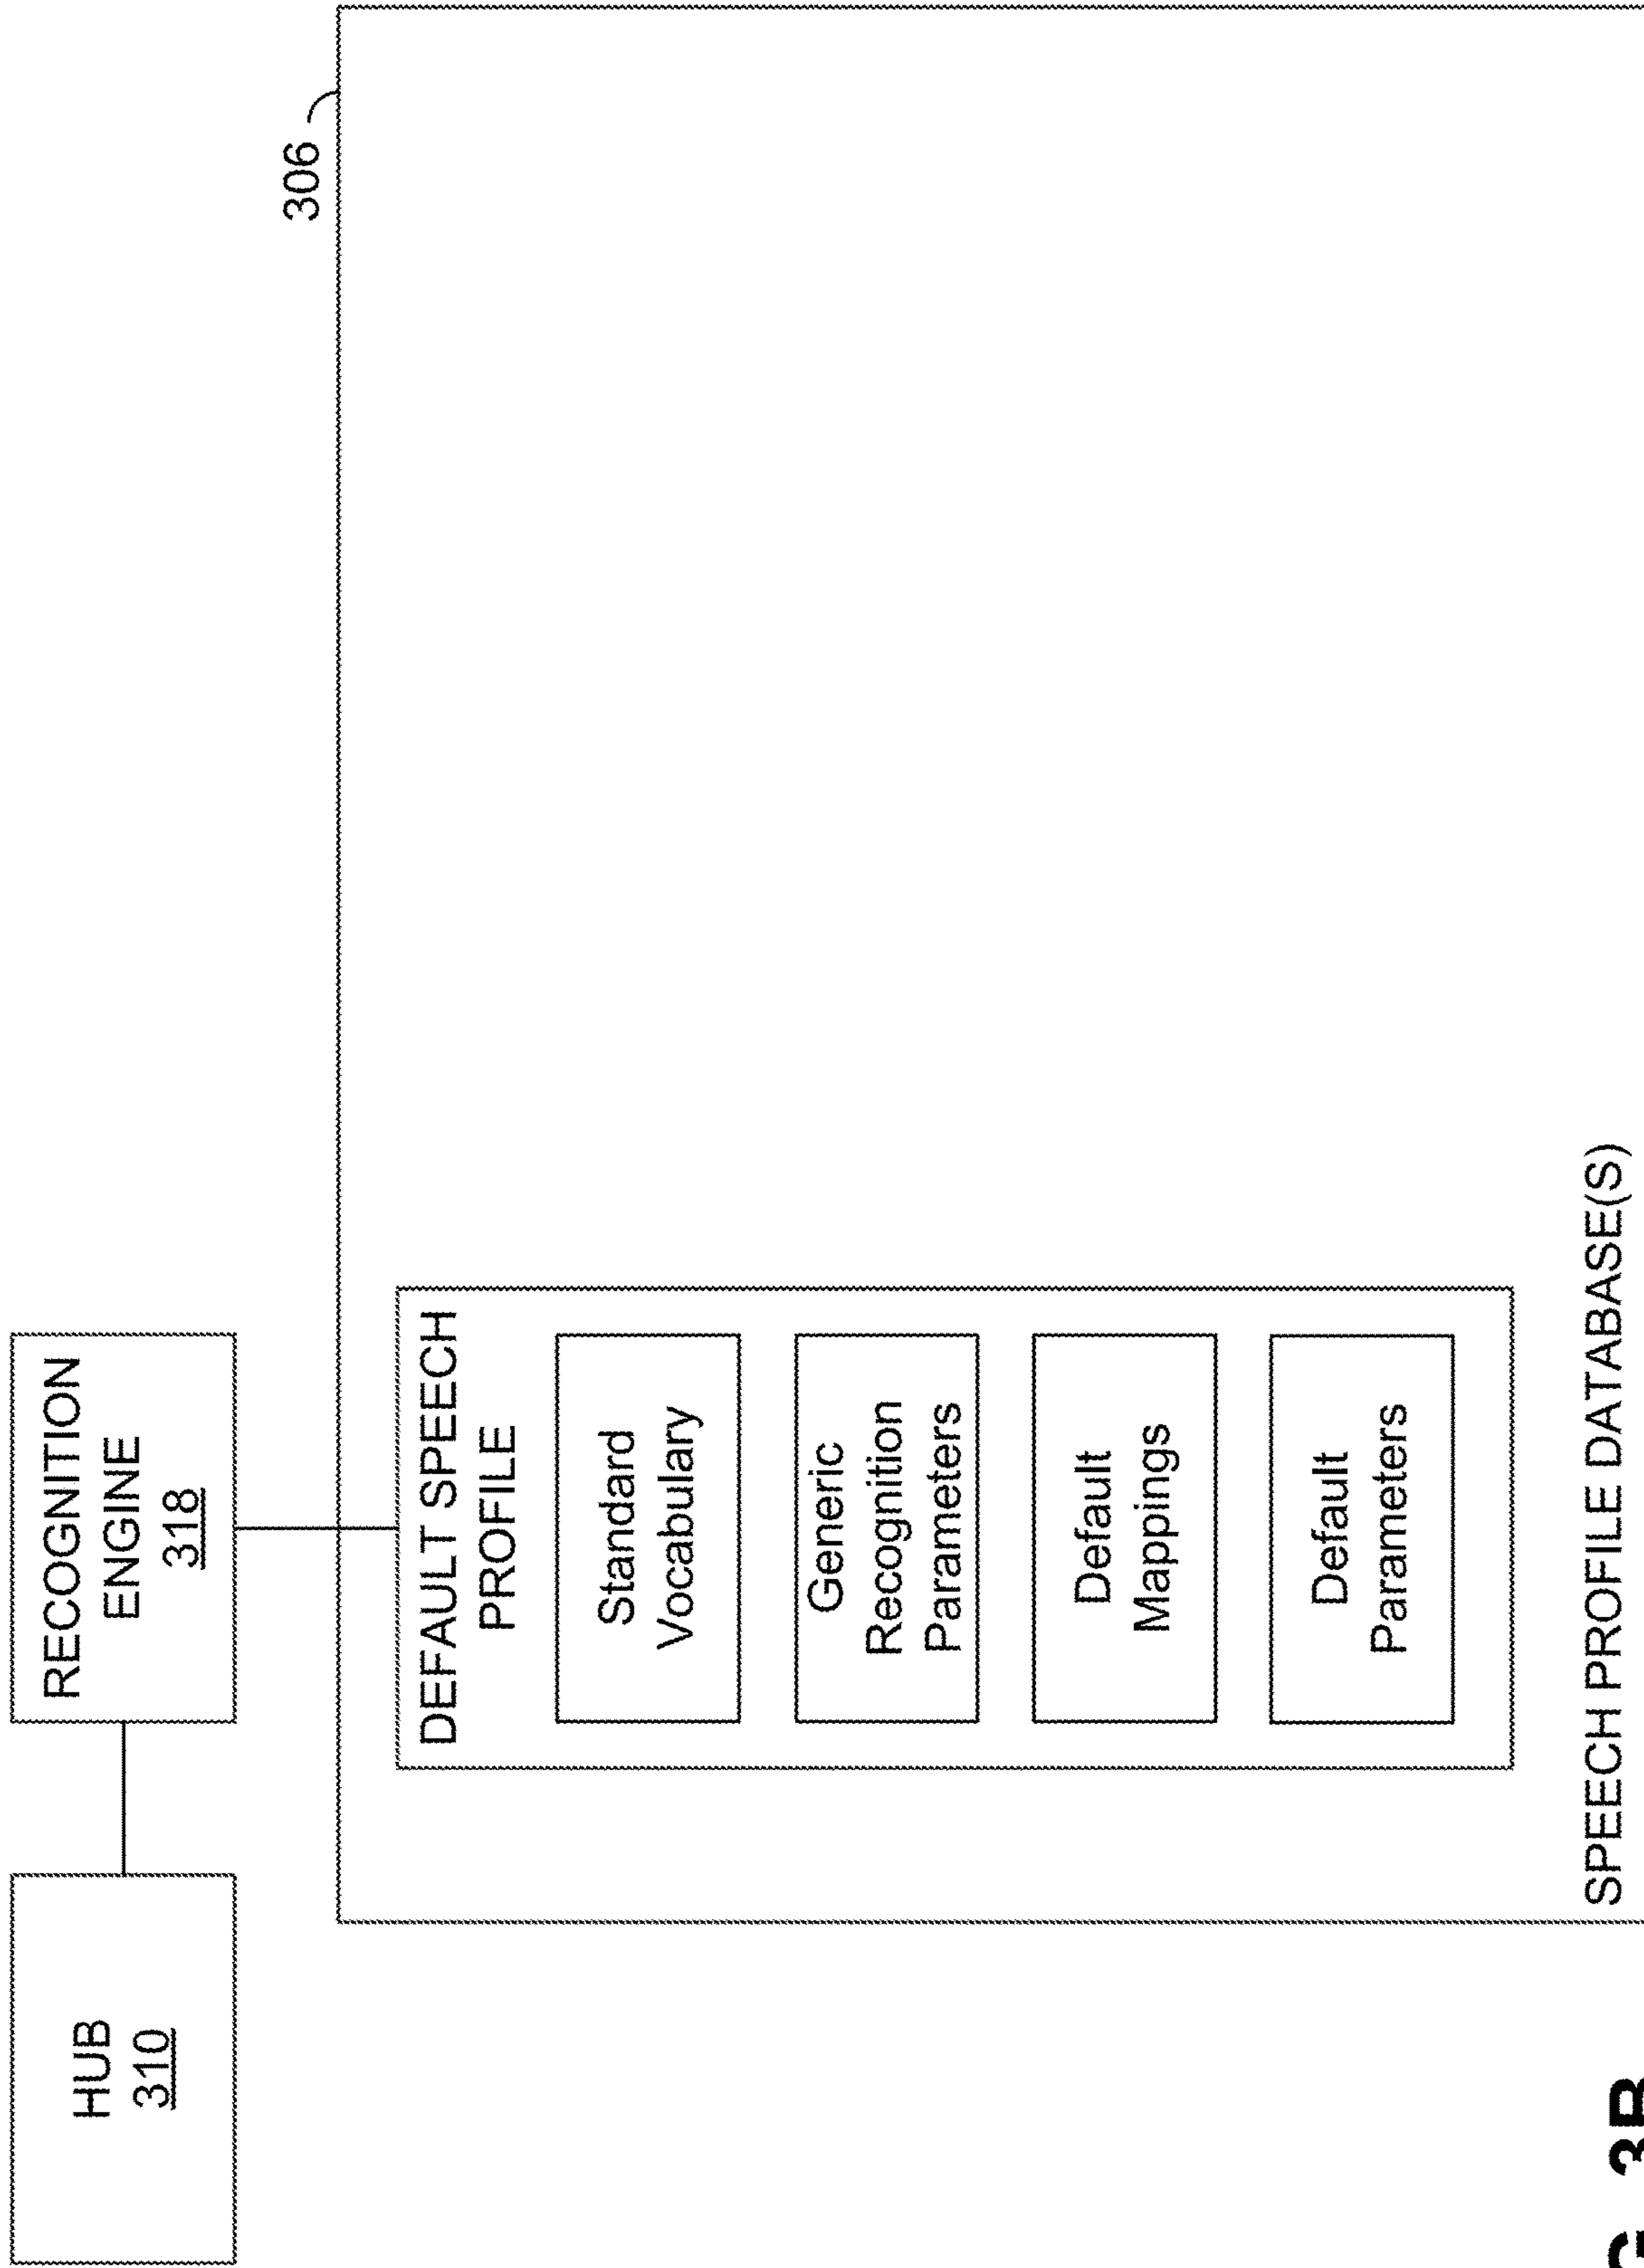 HUB
310
RECOGNITION
ENGINE
318
306
DEFAULT SPEECH
PROFILE
Standard
Vocabulary
Generic
Recognition
Parameters
Default
Mappings
Default
Parameters
SPEECH PROFILE DATABASE(S)
3B